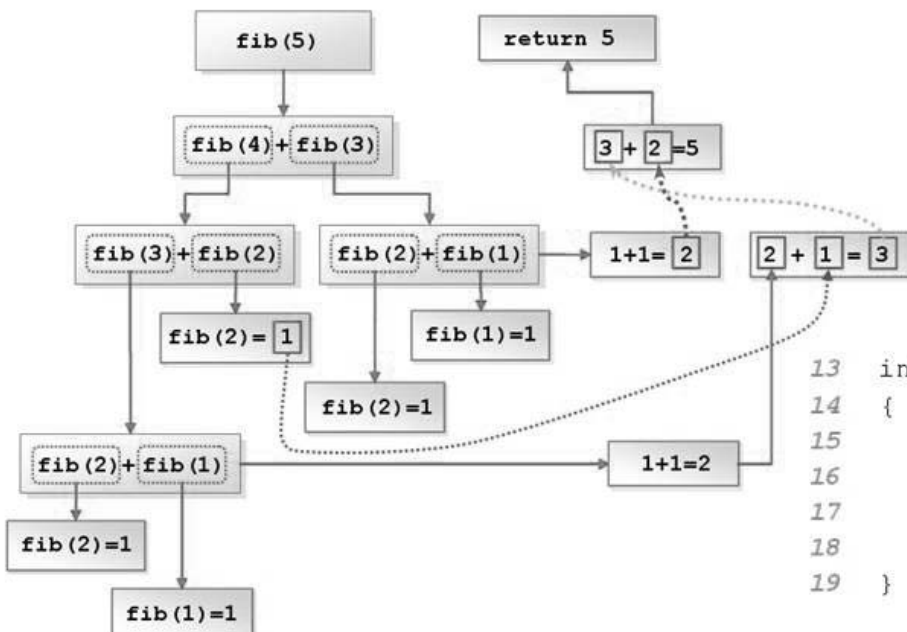 fib(5)
return 5
fib(4)+fib(3)
3 + 2 =5
fib(3)+fib(2)
fib(2)+fib(1)
1+1= 2
2 + 1 = 3
fib(2)= 1
fib(1)=1
fib(2)=1
fib(2)+fib(1)
1+1=2
fib(2)=1
fib(1)=1
13 in
14 {
15
16
17
18
19 }